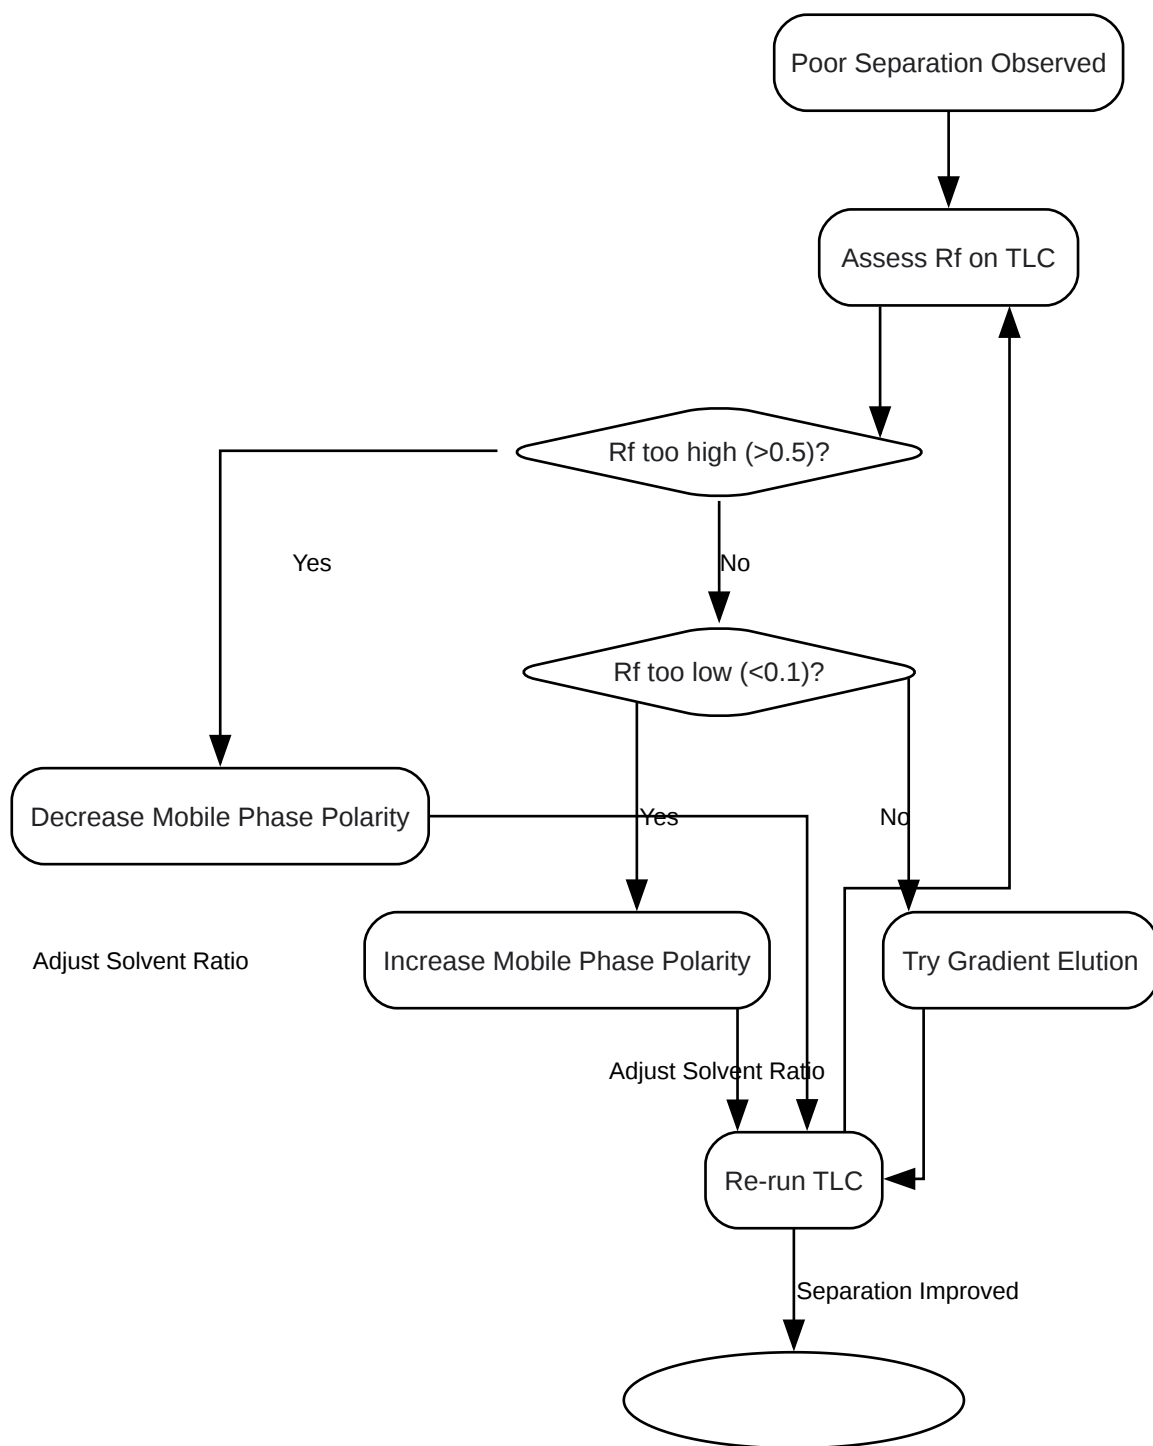 Poor Separation Observed
Assess Rf on TLC
Rf too high (>0.5)?
Yes
No
Rf too low (<0.1)?
Decrease Mobile Phase Polarity
Yes
No
Adjust Solvent Ratio
Increase Mobile Phase Polarity
Try Gradient Elution
Adjust Solvent Ratio
Re-run TLC
Separation Improved